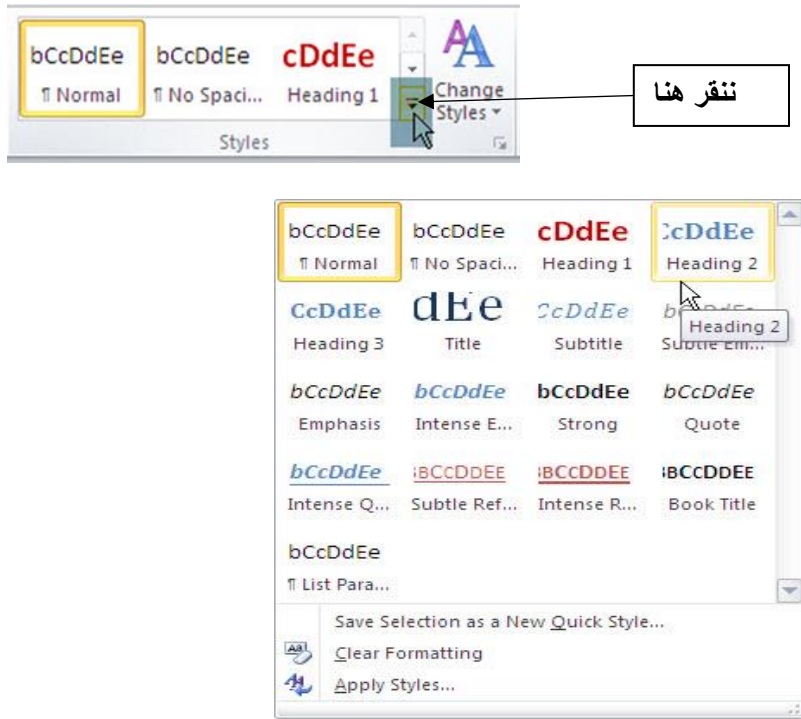 bCcDdEe bCcDdEe cDdEe
¶ Normal ¶ No Spaci... Heading 1 Change
Styles
Styles
ننقر هنا
bCcDdEe bCcDdEe cDdEe CcDdEe
¶ Normal ¶ No Spaci... Heading 1 Heading 2
Heading 2
CcDdEe dEe CcDdEe
Heading 3 Title Subtitle Subtle Em...
bCcDdEe bCcDdEe bCcDdEe bCcDdEe
Emphasis Intense E... Strong Quote
bCcDdEe BCCDDEE BCCDDEE BCCDDEE
Intense Q... Subtle Ref... Intense R... Book Title
bCcDdEe
¶ List Para...
Save Selection as a New Quick Style...
Clear Formatting
Apply Styles...